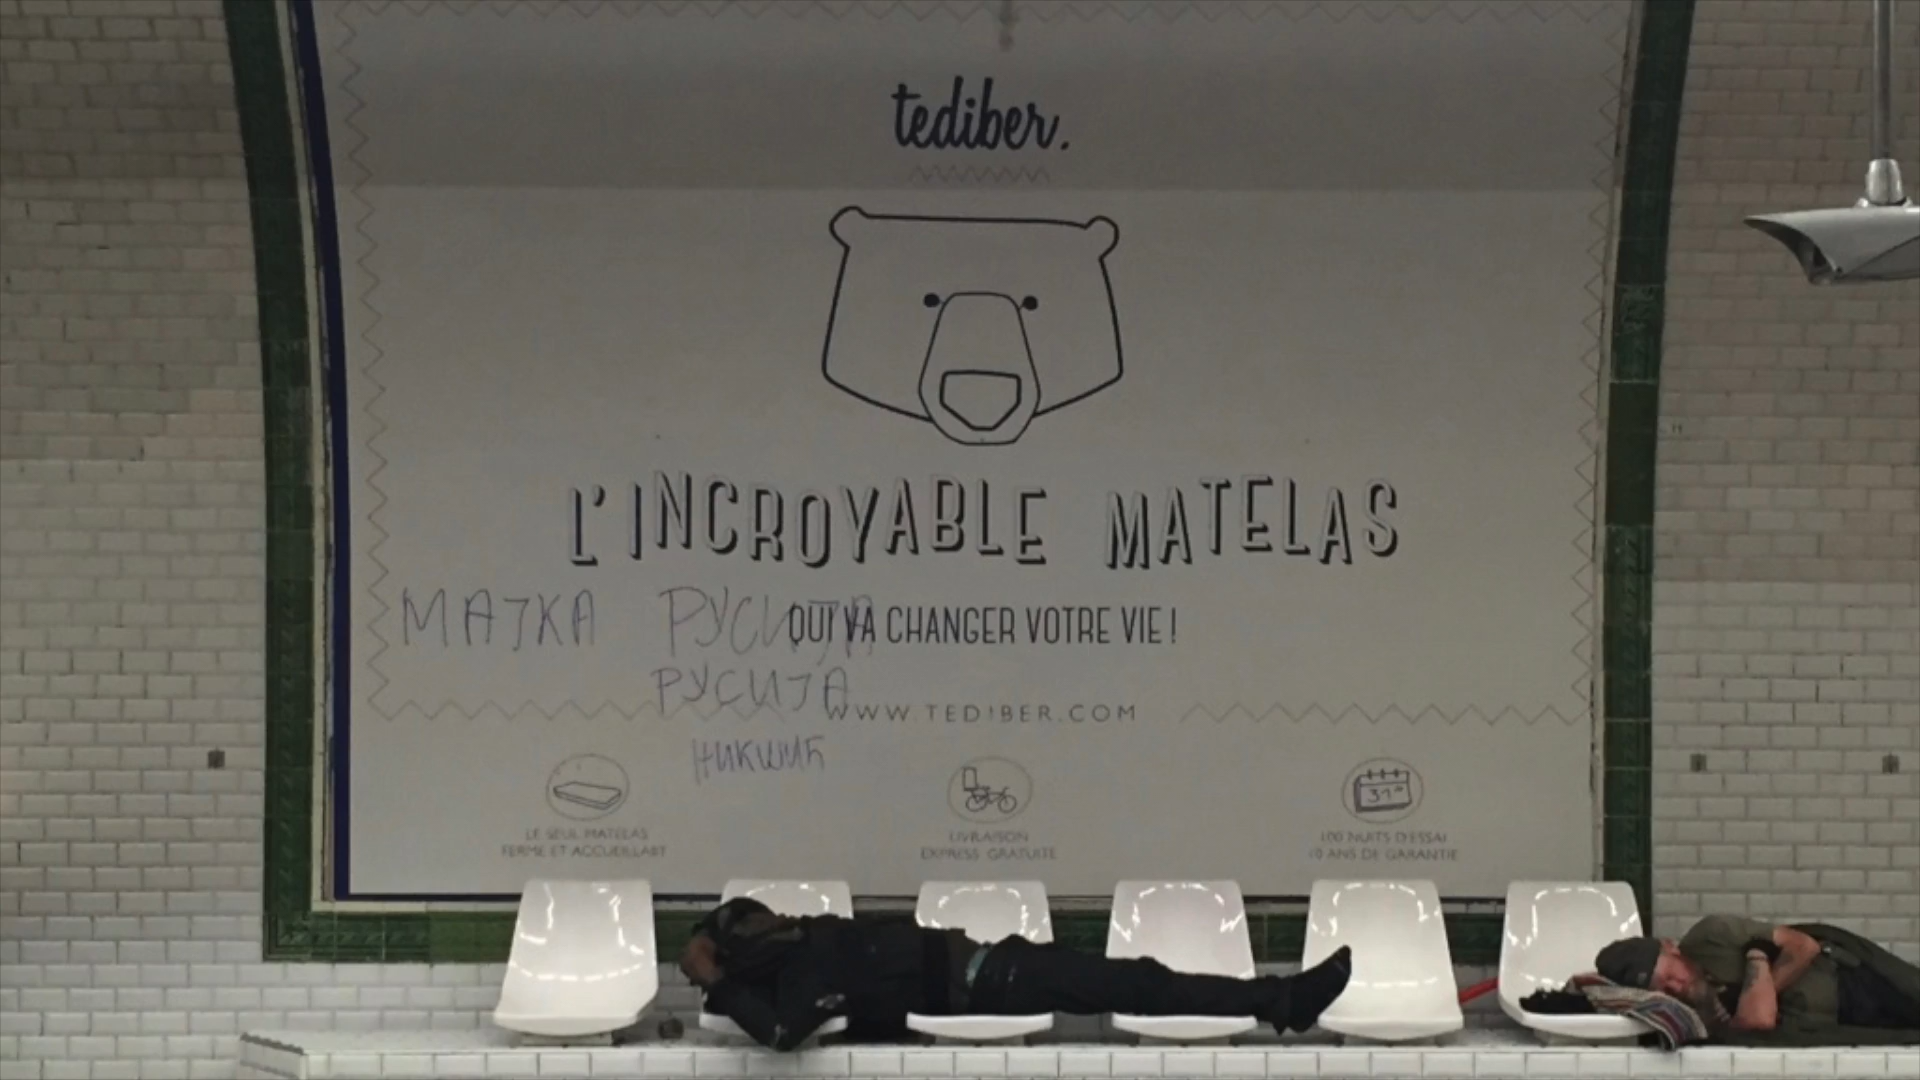 tediber.
L'INCROYABLE MATELAS
QUI VA CHANGER VOTRE VIE !
МАЈКА РУСИЈА
РУСИЈА
WWW.TEDIBER.COM
НИКШИЋ
31
LE SEUL MATELAS
FERME ET ACCUEILLANT
LIVRAISON
EXPRESS GRATUITE
100 NUITS D'ESSAI
10 ANS DE GARANTIE